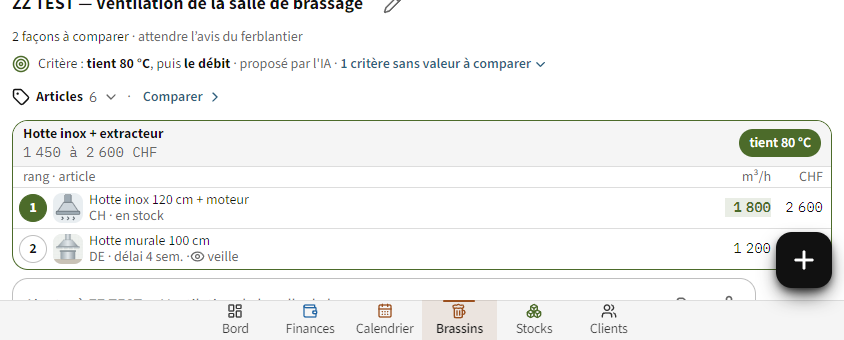 ZZ TEST — Ventilation de la salle de brassage
2 façons à comparer · attendre l'avis du ferblantier
Critère : tient 80 °C, puis le débit · proposé par l'IA · 1 critère sans valeur à comparer
Articles 6 · Comparer
Hotte inox + extracteur
1 450 à 2 600 CHF
tient 80 °C
rang · article m³/h CHF
1 Hotte inox 120 cm + moteur 1 800 2 600
CH · en stock
2 Hotte murale 100 cm 1 200
DE · délai 4 sem. · veille
Bord Finances Calendrier Brassins Stocks Clients